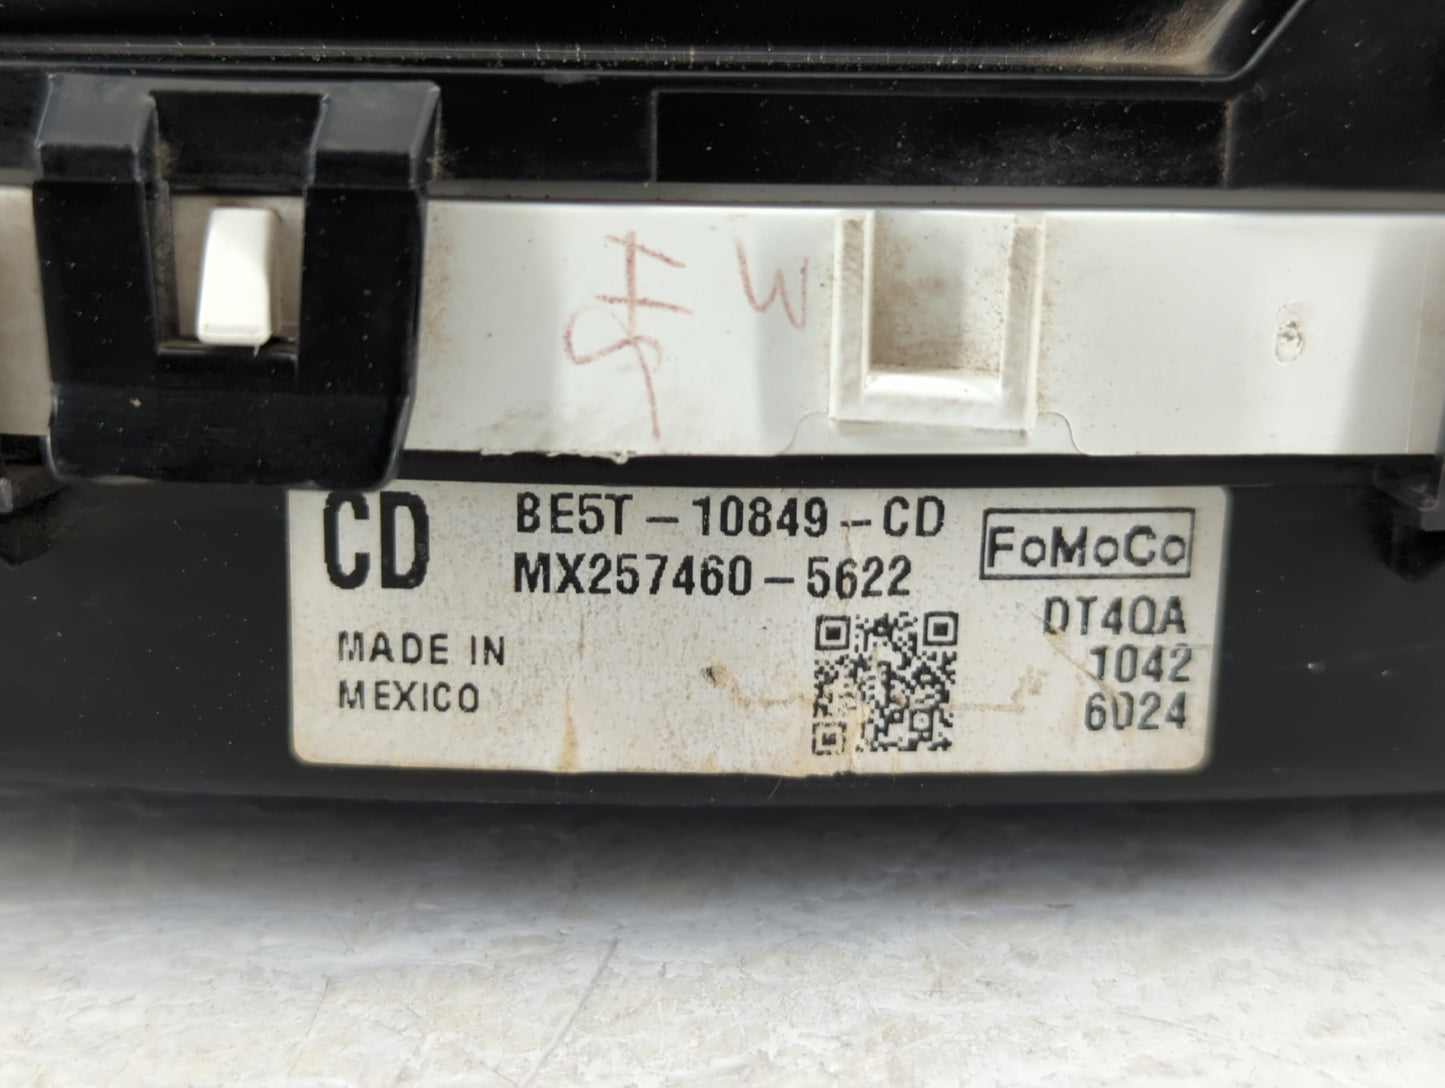 CD
BE5T-10849-CD
MX257460-5622
FoMoCo
MADE IN
MEXICO
DT4QA
1042
6024